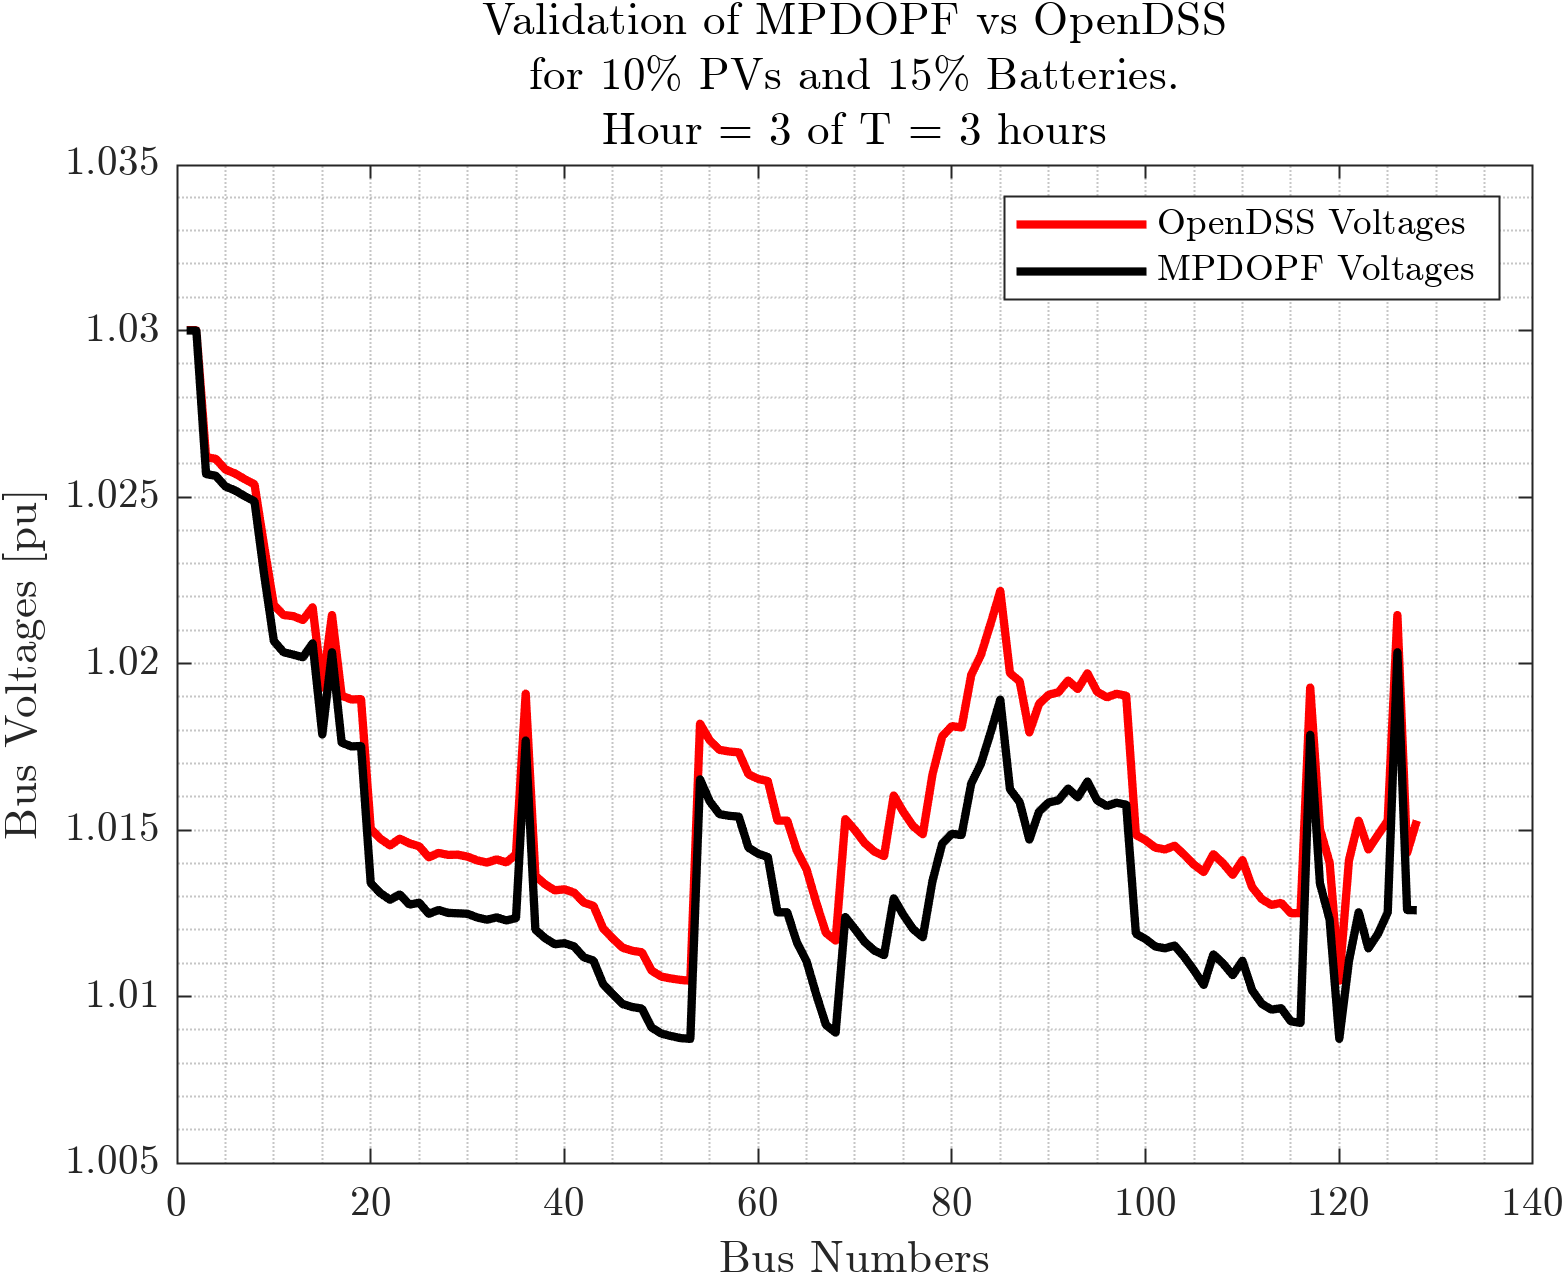 Validation of MPDOPF vs OpenDSS
for 10% PVs and 15% Batteries.
Hour = 3 of T = 3 hours
1.035
1.03
1.025
1.02
1.015
1.01
1.005
Bus Voltages [pu]
OpenDSS Voltages
MPDOPF Voltages
0 20 40 60 80 100 120 140
Bus Numbers